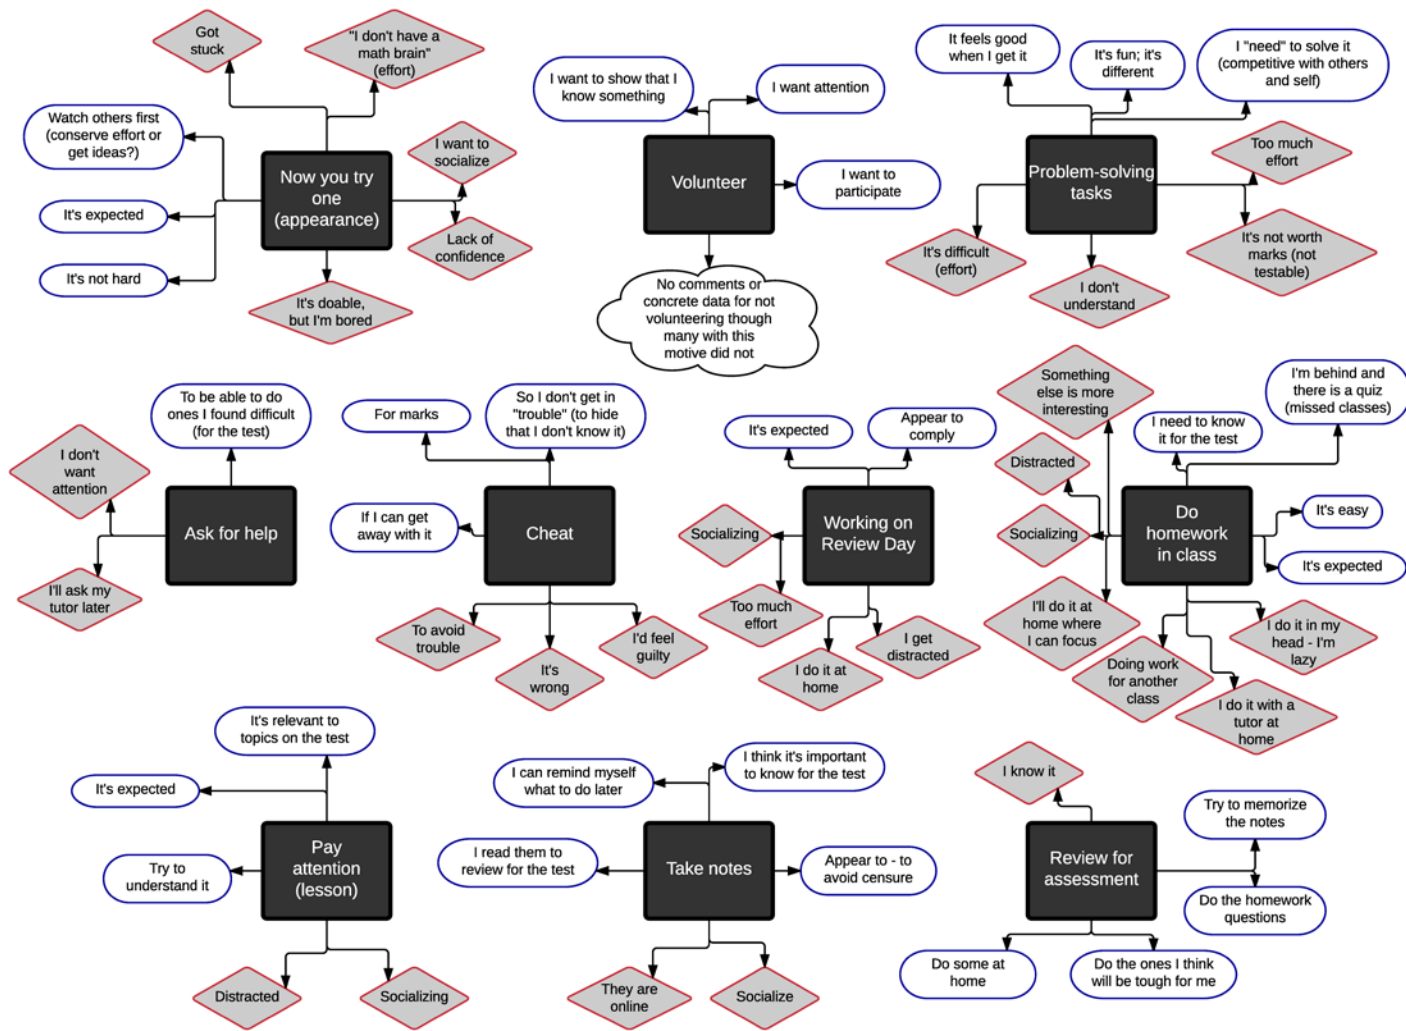 Got
stuck
"I don't have a
math brain"
(effort)
Watch others first
(conserve effort or
get ideas?)
It's expected
It's not hard
Now you try
one
(appearance)
I want to
socialize
Lack of
confidence
It's doable,
but I'm bored
I want to show that I
know something
I want attention
Volunteer
I want to
participate
No comments or
concrete data for not
volunteering though
many with this
motive did not
It feels good
when I get it
It's fun; it's
different
I "need" to solve it
(competitive with others
and self)
Problem-solving
tasks
Too much
effort
It's difficult
(effort)
I don't
understand
It's not worth
marks (not
testable)
To be able to do
ones I found difficult
(for the test)
I don't
want
attention
Ask for help
I'll ask my
tutor later
For marks
So I don't get in
"trouble" (to hide
that I don't know it)
If I can get
away with it
Cheat
To avoid
trouble
It's
wrong
I'd feel
guilty
It's expected
Appear to
comply
Socializing
Working on
Review Day
Too much
effort
I do it at
home
I get
distracted
Something
else is more
interesting
I need to know
it for the test
I'm behind and
there is a quiz
(missed classes)
Distracted
Socializing
Do
homework
in class
It's easy
It's expected
I'll do it at
home where
I can focus
Doing work
for another
class
I do it with a
tutor at
home
I do it in my
head - I'm
lazy
It's relevant to
topics on the test
It's expected
Try to
understand it
Pay
attention
(lesson)
Distracted
Socializing
I can remind myself
what to do later
I think it's important
to know for the test
I read them to
review for the test
Take notes
Appear to - to
avoid censure
They are
online
Socialize
I know it
Try to memorize
the notes
Review for
assessment
Do the homework
questions
Do some at
home
Do the ones I think
will be tough for me